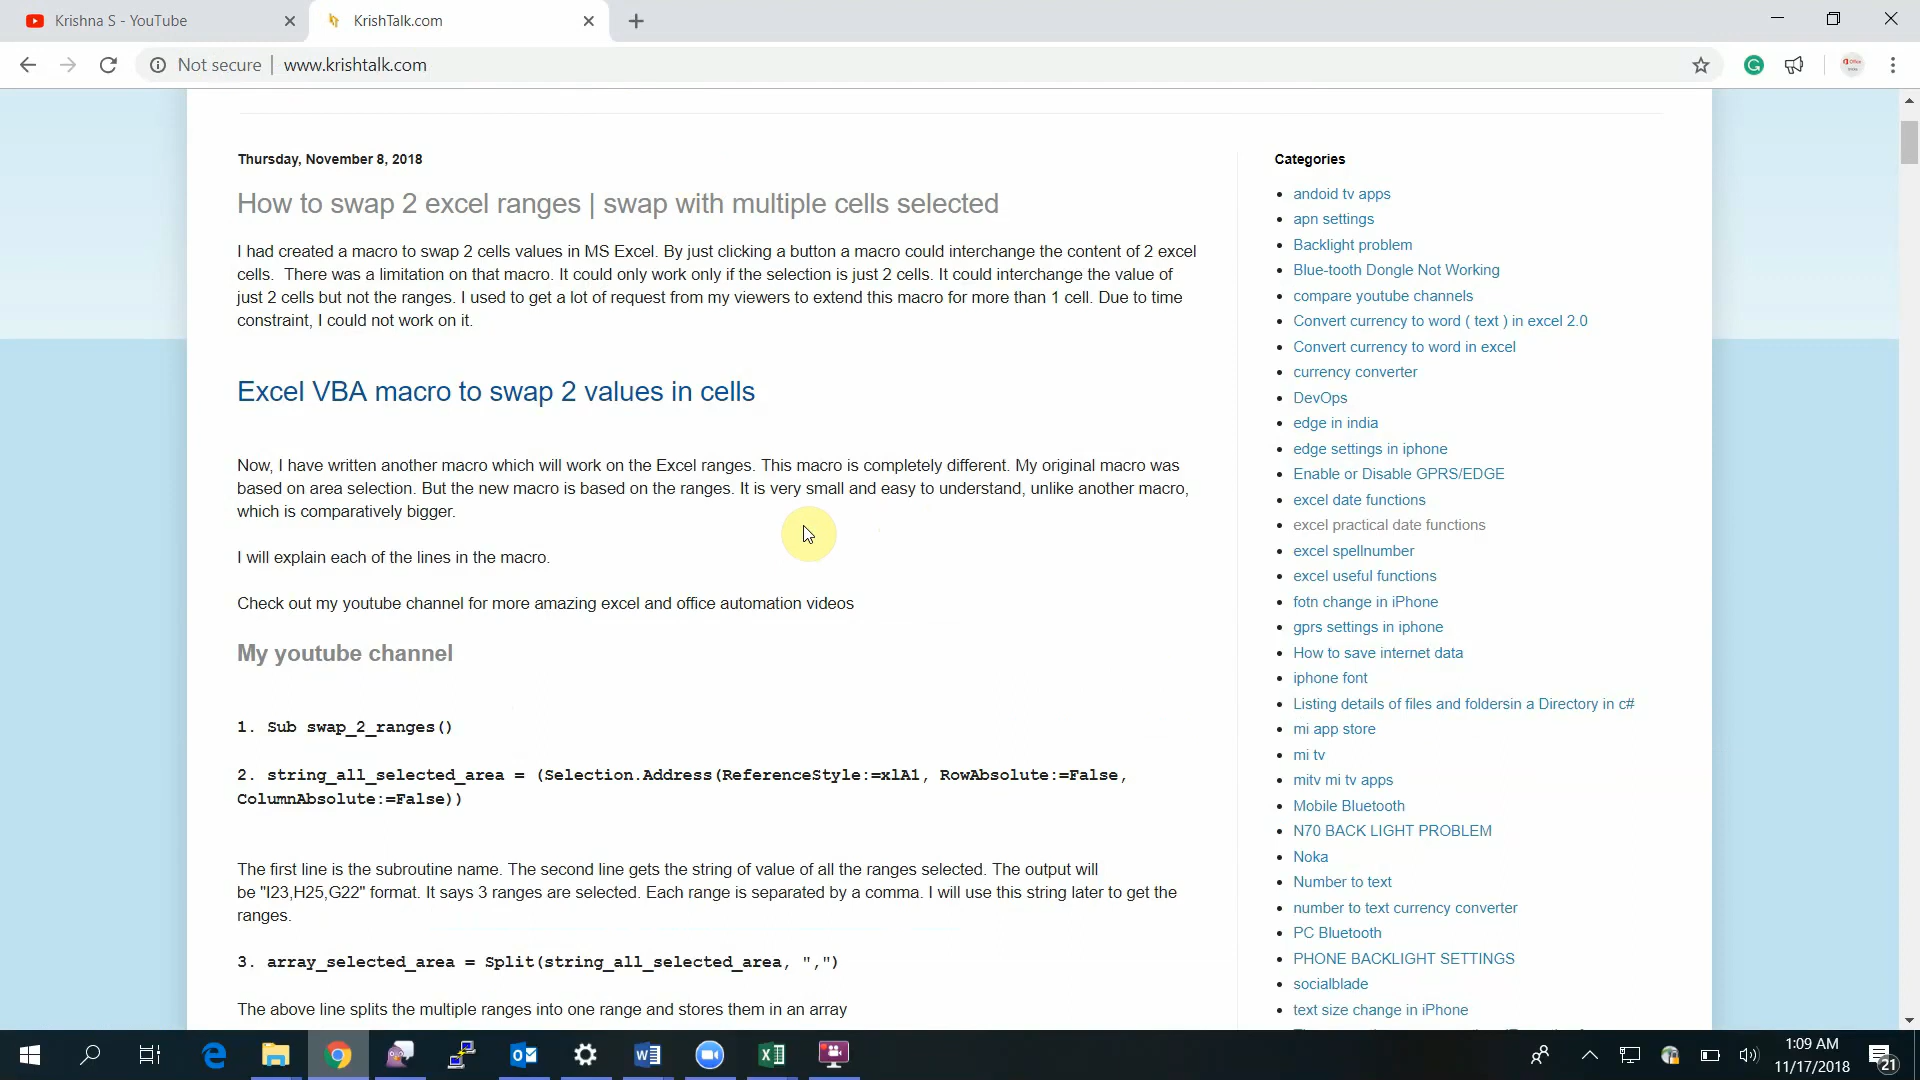 Krishna S - YouTube
KrishTalk.com
Not secure
www.krishtalk.com
Thursday, November 8, 2018
How to swap 2 excel ranges | swap with multiple cells selected
I had created a macro to swap 2 cells values in MS Excel. By just clicking a button a macro could interchange the content of 2 excel
cells. There was a limitation on that macro. It could only work only if the selection is just 2 cells. It could interchange the value of
just 2 cells but not the ranges. I used to get a lot of request from my viewers to extend this macro for more than 1 cell. Due to time
constraint, I could not work on it.
Excel VBA macro to swap 2 values in cells
Now, I have written another macro which will work on the Excel ranges. This macro is completely different. My original macro was
based on area selection. But the new macro is based on the ranges. It is very small and easy to understand, unlike another macro,
which is comparatively bigger.
I will explain each of the lines in the macro.
Check out my youtube channel for more amazing excel and office automation videos
My youtube channel
1. Sub swap_2_ranges()
2. string_all_selected_area = (Selection.Address(ReferenceStyle:=xlA1, RowAbsolute:=False,
ColumnAbsolute:=False))
The first line is the subroutine name. The second line gets the string of value of all the ranges selected. The output will
be "I23,H25,G22" format. It says 3 ranges are selected. Each range is separated by a comma. I will use this string later to get the
ranges.
3. array_selected_area = Split(string_all_selected_area, ",")
The above line splits the multiple ranges into one range and stores them in an array
Categories
andoid tv apps
apn settings
Backlight problem
Blue-tooth Dongle Not Working
compare youtube channels
Convert currency to word ( text ) in excel 2.0
Convert currency to word in excel
currency converter
DevOps
edge in india
edge settings in iphone
Enable or Disable GPRS/EDGE
excel date functions
excel practical date functions
excel spellnumber
excel useful functions
fotn change in iPhone
gprs settings in iphone
How to save internet data
iphone font
Listing details of files and foldersin a Directory in c#
mi app store
mi tv
mitv mi tv apps
Mobile Bluetooth
N70 BACK LIGHT PROBLEM
Noka
Number to text
number to text currency converter
PC Bluetooth
PHONE BACKLIGHT SETTINGS
socialblade
text size change in iPhone
1:09 AM
11/17/2018
21